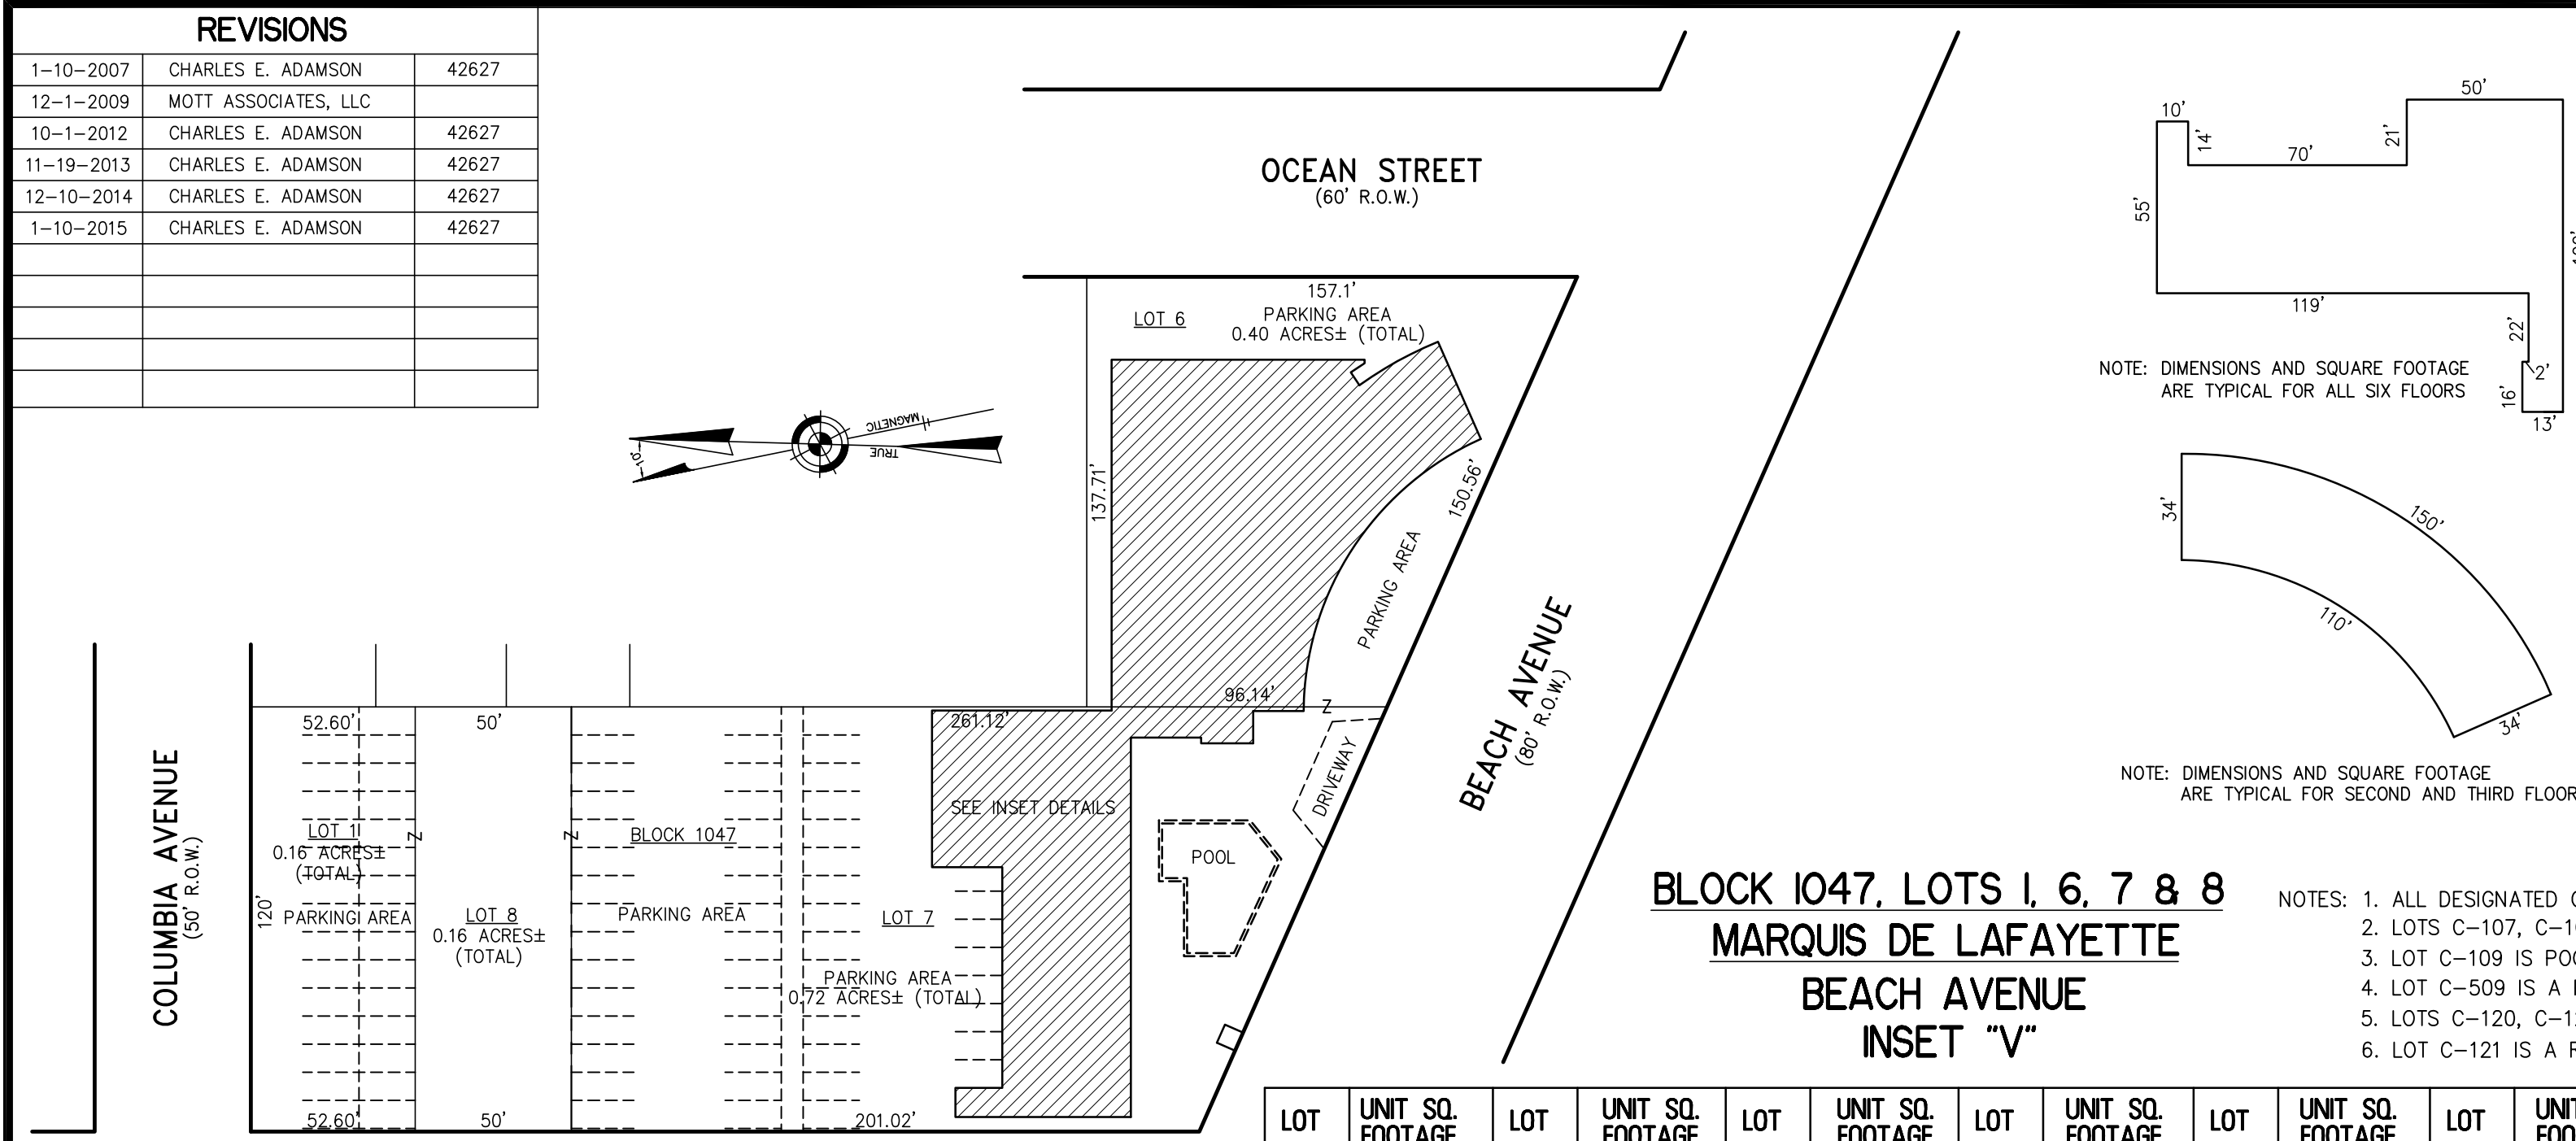 REVISIONS
1-10-2007 CHARLES E. ADAMSON 42627
12-1-2009 MOTT ASSOCIATES, LLC
10-1-2012 CHARLES E. ADAMSON 42627
11-19-2013 CHARLES E. ADAMSON 42627
12-10-2014 CHARLES E. ADAMSON 42627
1-10-2015 CHARLES E. ADAMSON 42627
OCEAN STREET
(60' R.O.W.)
157.1'
LOT 6
PARKING AREA
0.40 ACRES± (TOTAL)
MAGNETIC
TRUE
10°
137.71'
150.56'
PARKING AREA
96.14'
Z
BEACH AVENUE
(80' R.O.W.)
DRIVEWAY
POOL
COLUMBIA AVENUE
(50' R.O.W.)
52.60'
50'
261.12'
SEE INSET DETAILS
LOT 1
0.16 ACRES±
(TOTAL)
Z
Z
BLOCK 1047
120'
PARKING AREA
LOT 8
0.16 ACRES±
(TOTAL)
PARKING AREA
LOT 7
PARKING AREA
0.72 ACRES± (TOTAL)
52.60'
50'
201.02'
50'
10'
14'
21'
70'
55'
119'
22'
2'
16'
13'
NOTE: DIMENSIONS AND SQUARE FOOTAGE
ARE TYPICAL FOR ALL SIX FLOORS
34'
150'
110'
34'
NOTE: DIMENSIONS AND SQUARE FOOTAGE
ARE TYPICAL FOR SECOND AND THIRD FLOOR
BLOCK 1047, LOTS 1, 6, 7 & 8
MARQUIS DE LAFAYETTE
BEACH AVENUE
INSET "V"
NOTES: 1. ALL DESIGNATED
2. LOTS C-107,
3. LOT C-109 IS
4. LOT C-509 IS A
5. LOTS C-120,
6. LOT C-121 IS A
LOT UNIT SQ. LOT UNIT SQ. LOT UNIT SQ. LOT UNIT SQ. LOT UNIT SQ. LOT
FOOTAGE FOOTAGE FOOTAGE FOOTAGE FOOTAGE